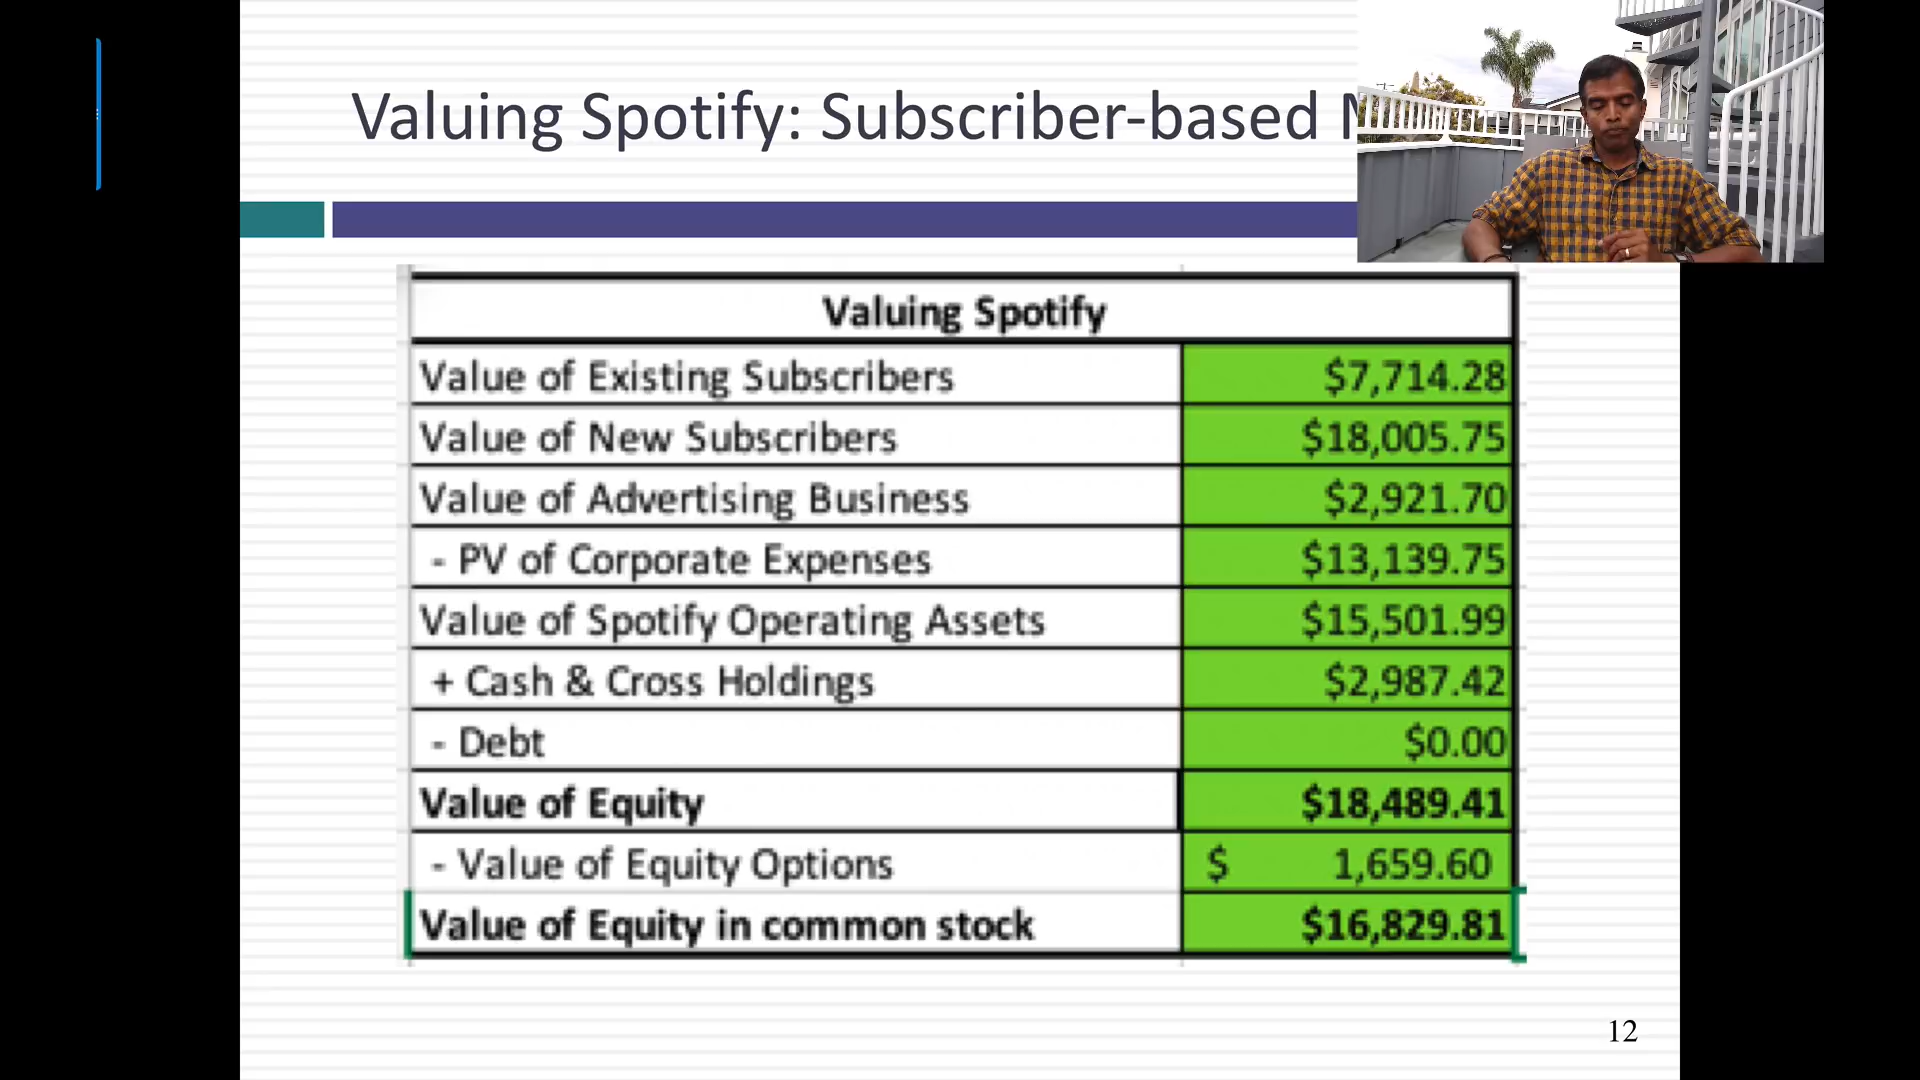 Valuing Spotify: Subscriber-based
Valuing Spotify
Value of Existing Subscribers $7,714.28
Value of New Subscribers $18,005.75
Value of Advertising Business $2,921.70
- PV of Corporate Expenses $13,139.75
Value of Spotify Operating Assets $15,501.99
+ Cash & Cross Holdings $2,987.42
- Debt $0.00
Value of Equity $18,489.41
- Value of Equity Options $ 1,659.60
Value of Equity in common stock $16,829.81
12